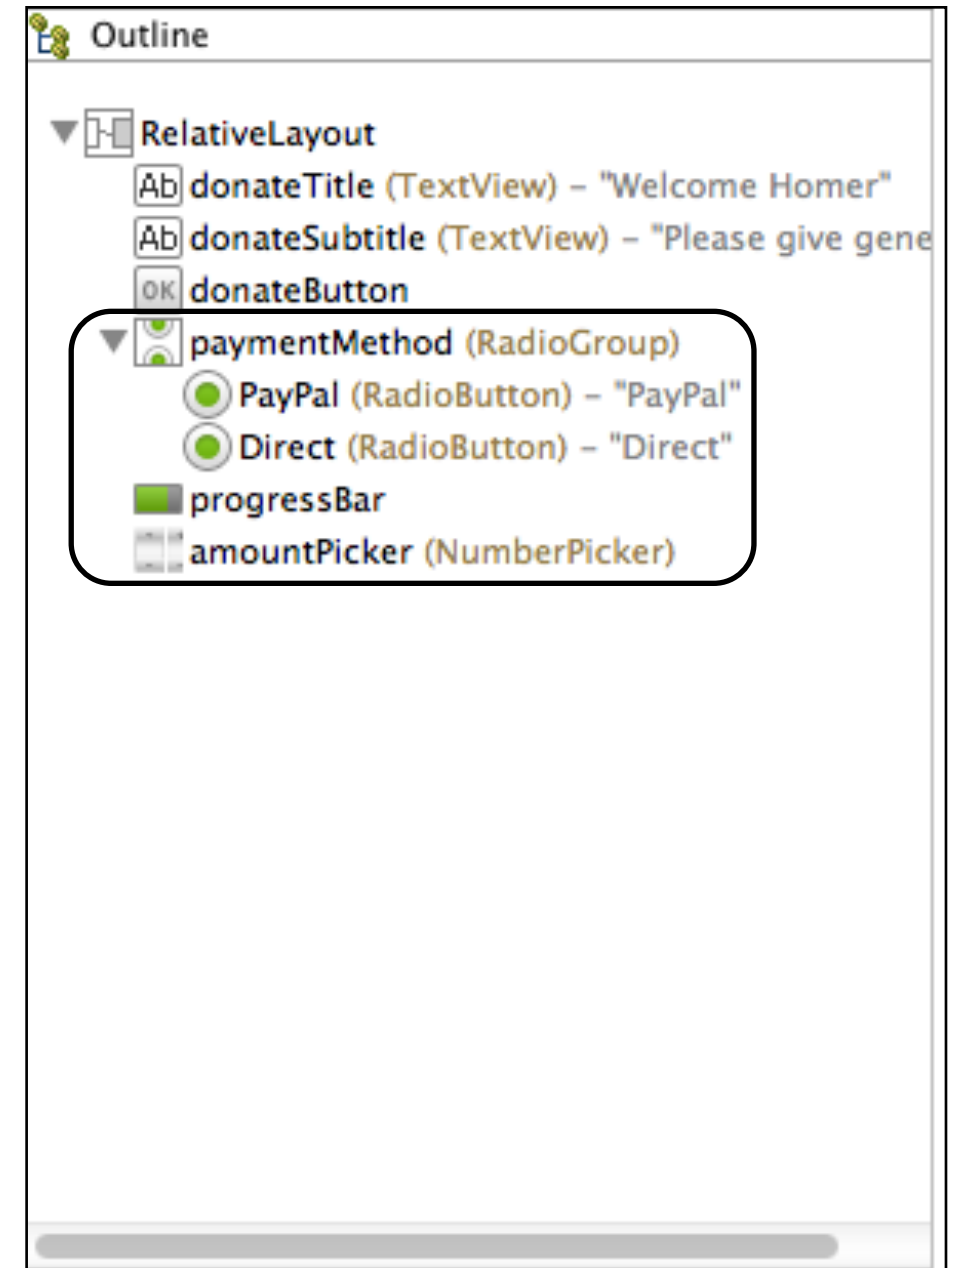 Outline
RelativeLayout
Ab donateTitle (TextView) – "Welcome Homer"
Ab donateSubtitle (TextView) – "Please give gene
OK donateButton
paymentMethod (RadioGroup)
PayPal (RadioButton) – "PayPal"
Direct (RadioButton) – "Direct"
progressBar
amountPicker (NumberPicker)